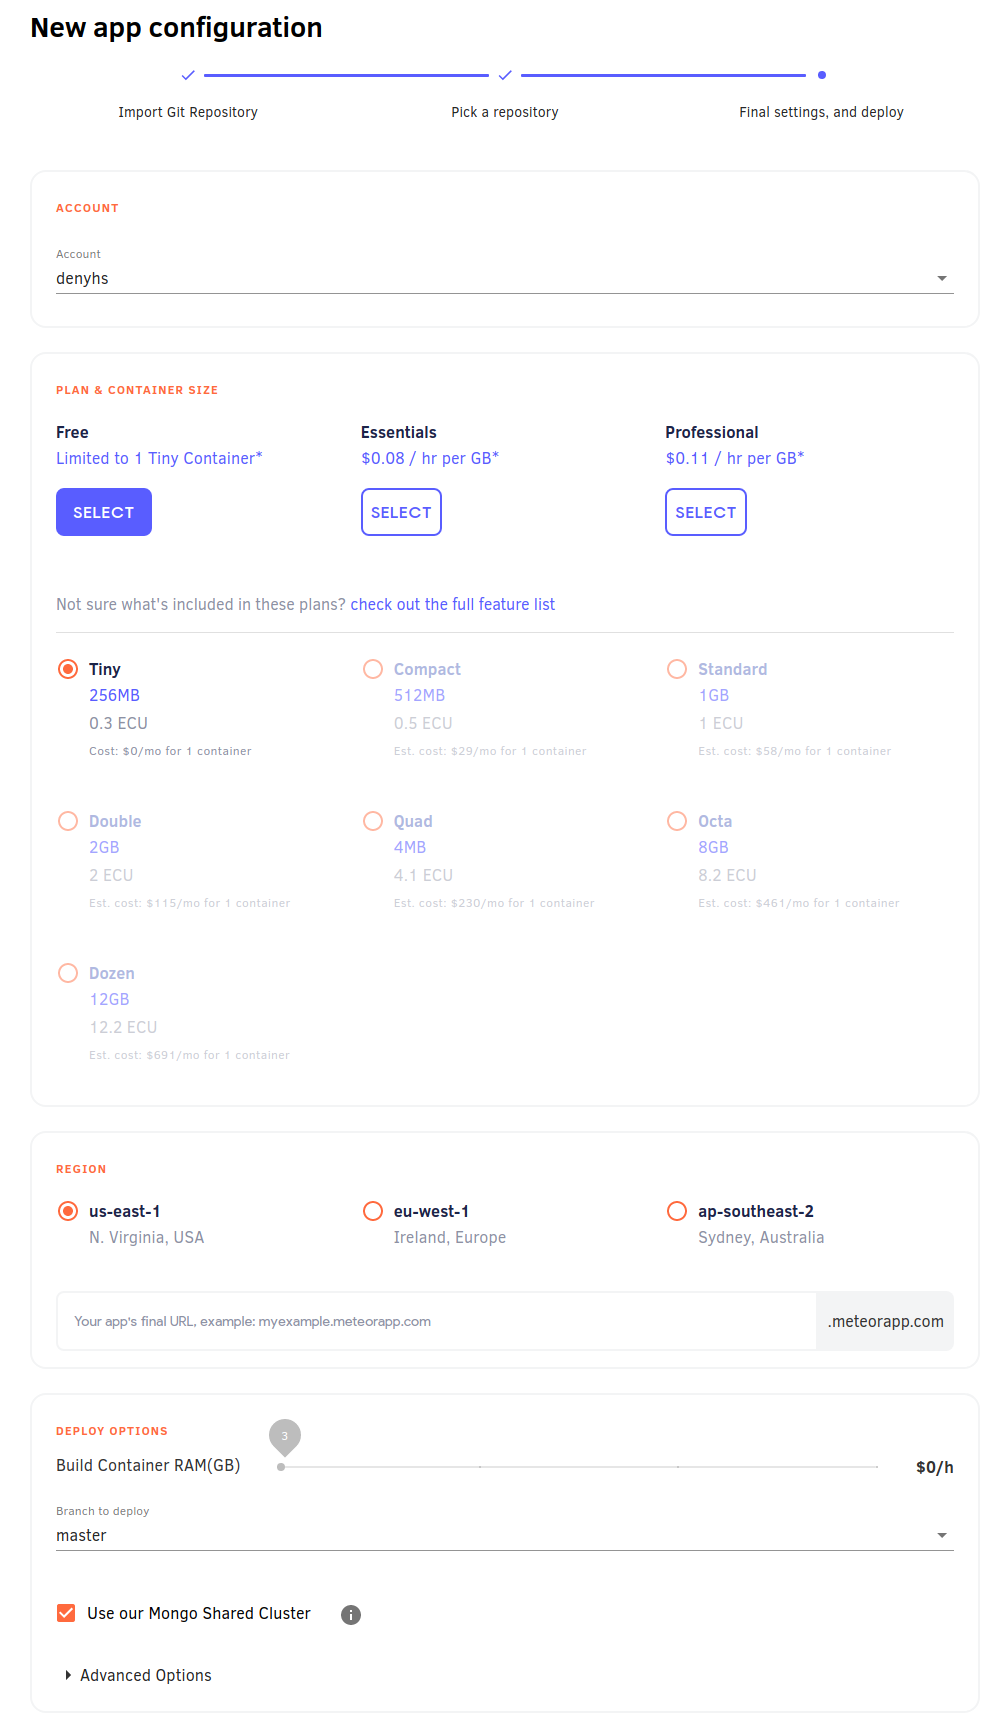 New app configuration
Import Git Repository
Pick a repository
Final settings, and deploy
ACCOUNT
Account
denyhs
PLAN & CONTAINER SIZE
Free
Limited to 1 Tiny Container*
SELECT
Essentials
$0.08 / hr per GB*
SELECT
Professional
$0.11 / hr per GB*
SELECT
Not sure what's included in these plans? check out the full feature list
Tiny
256MB
0.3 ECU
Cost: $0/mo for 1 container
Compact
512MB
0.5 ECU
Est. cost: $29/mo for 1 container
Standard
1GB
1 ECU
Est. cost: $58/mo for 1 container
Double
2GB
2 ECU
Est. cost: $115/mo for 1 container
Quad
4MB
4.1 ECU
Est. cost: $230/mo for 1 container
Octa
8GB
8.2 ECU
Est. cost: $461/mo for 1 container
Dozen
12GB
12.2 ECU
Est. cost: $691/mo for 1 container
REGION
us-east-1
N. Virginia, USA
eu-west-1
Ireland, Europe
ap-southeast-2
Sydney, Australia
Your app's final URL, example: myexample.meteorapp.com
.meteorapp.com
DEPLOY OPTIONS
3
Build Container RAM(GB)
$0/h
Branch to deploy
master
Use our Mongo Shared Cluster
Advanced Options